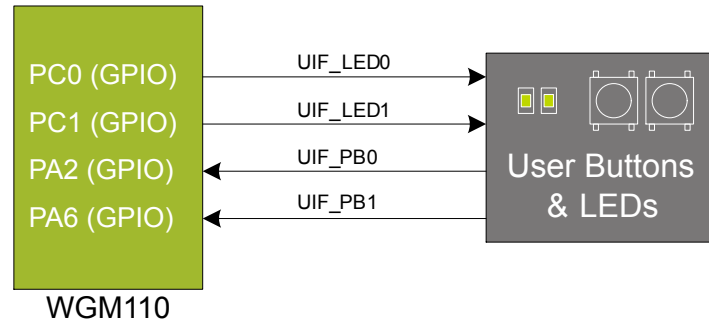 PC0 (GPIO)
PC1 (GPIO)
PA2 (GPIO)
PA6 (GPIO)
WGM110
UIF_LED0
UIF_LED1
UIF_PB0
UIF_PB1
User Buttons
& LEDs